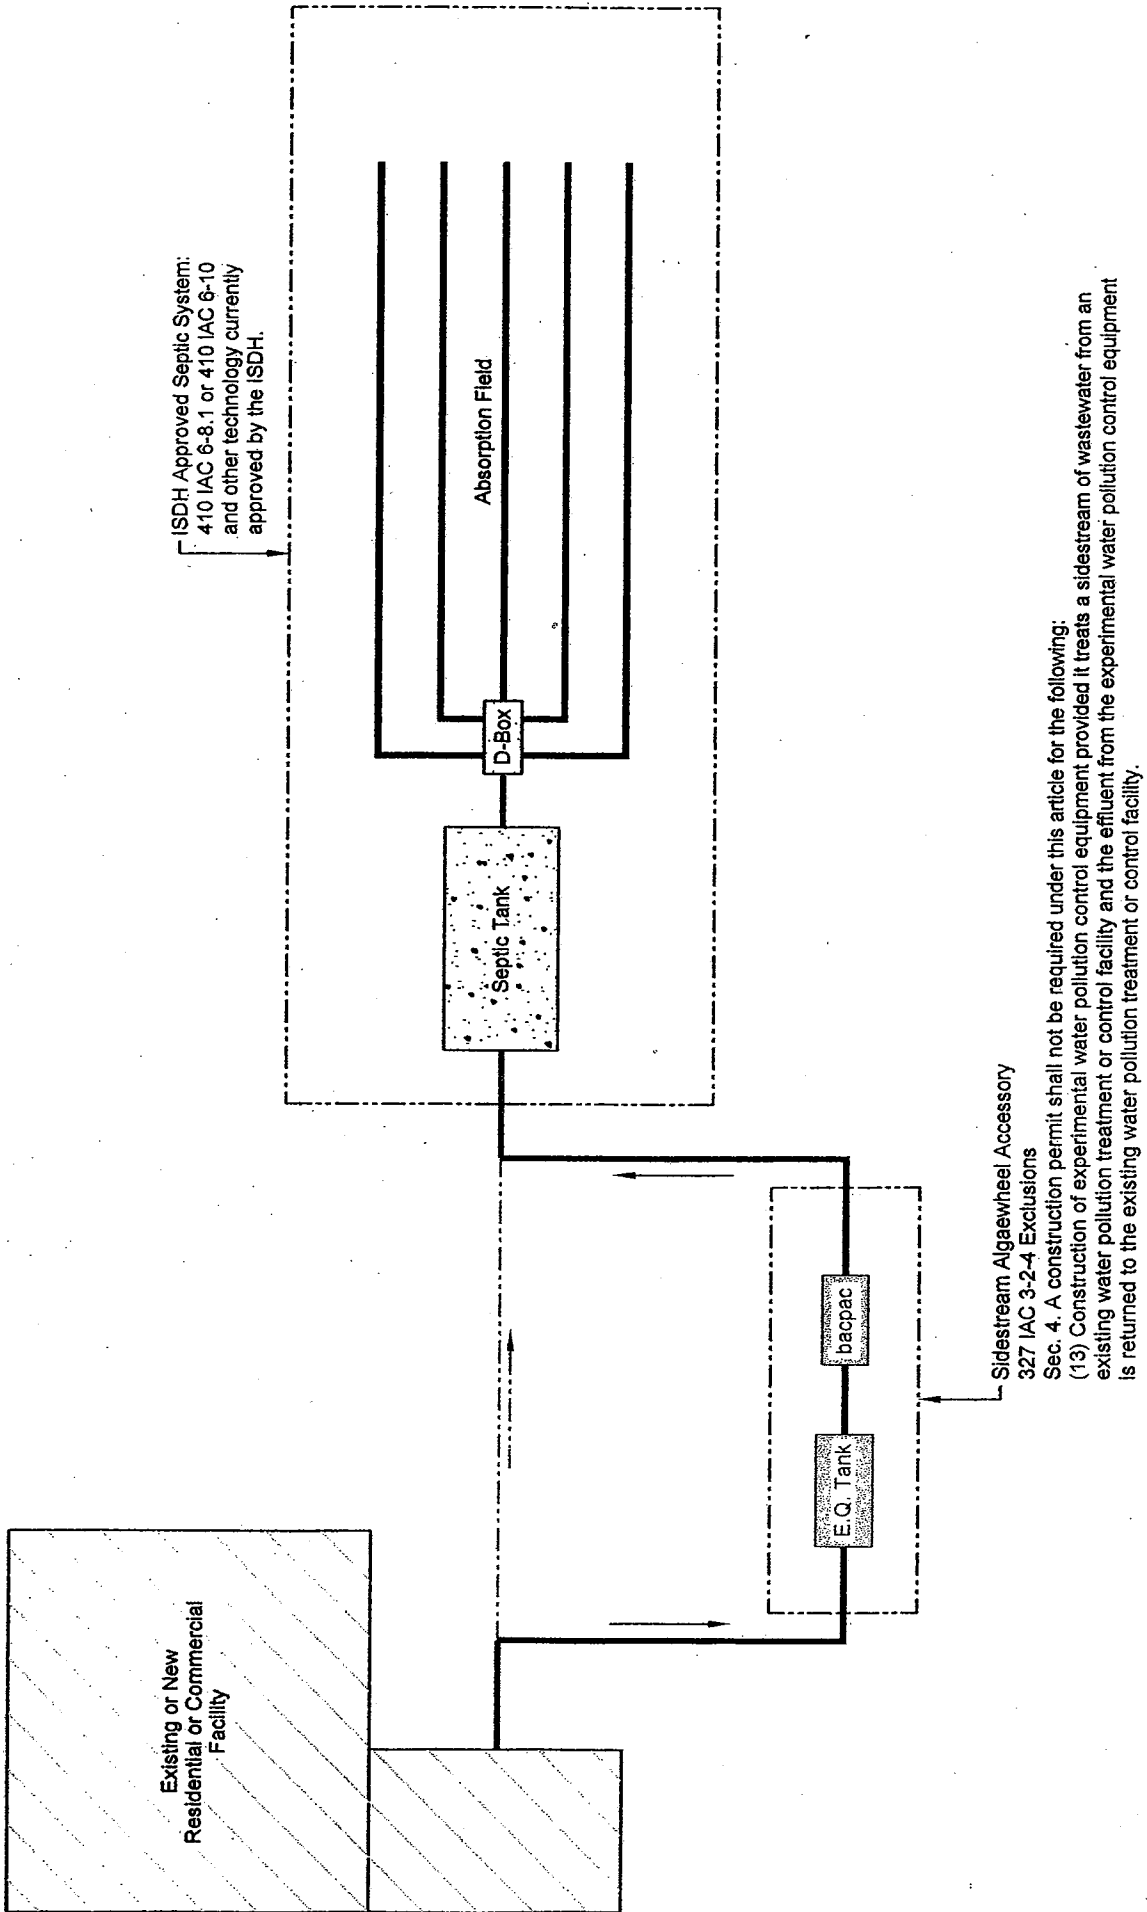 Existing or New
Residential or Commercial
Facility
ISDH Approved Septic System:
410 IAC 6-8.1 or 410 IAC 6-10
and other technology currently
approved by the ISDH.
Septic Tank
D-Box
Absorption Field
E.Q. Tank
bacpac
Sidestream Algaewheel Accessory
327 IAC 3-2-4 Exclusions
Sec. 4. A construction permit shall not be required under this article for the following:
(13) Construction of experimental water pollution control equipment provided it treats a sidestream of wastewater from an
existing water pollution treatment or control facility and the effluent from the experimental water pollution control equipment
is returned to the existing water pollution treatment or control facility.